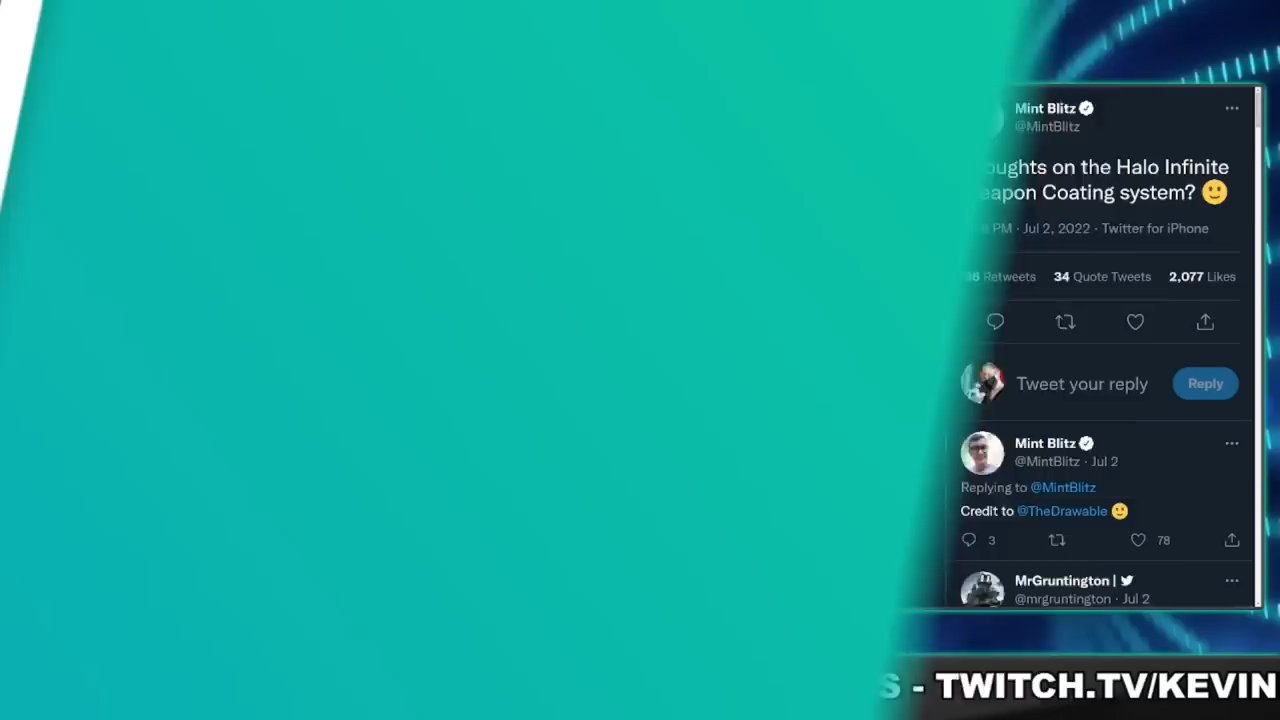 Mint Blitz
@MintBlitz
on the Halo Infinite
Coating system?
PM · Jul 2, 2022 · Twitter for iPhone
Retweets 34 Quote Tweets 2,077 Likes
Tweet your reply
Reply
Mint Blitz
@MintBlitz · Jul 2
Replying to @MintBlitz
Credit to @TheDrawable
3
78
MrGruntington |
@mrgruntington · Jul 2
- TWITCH.TV/KEVIN